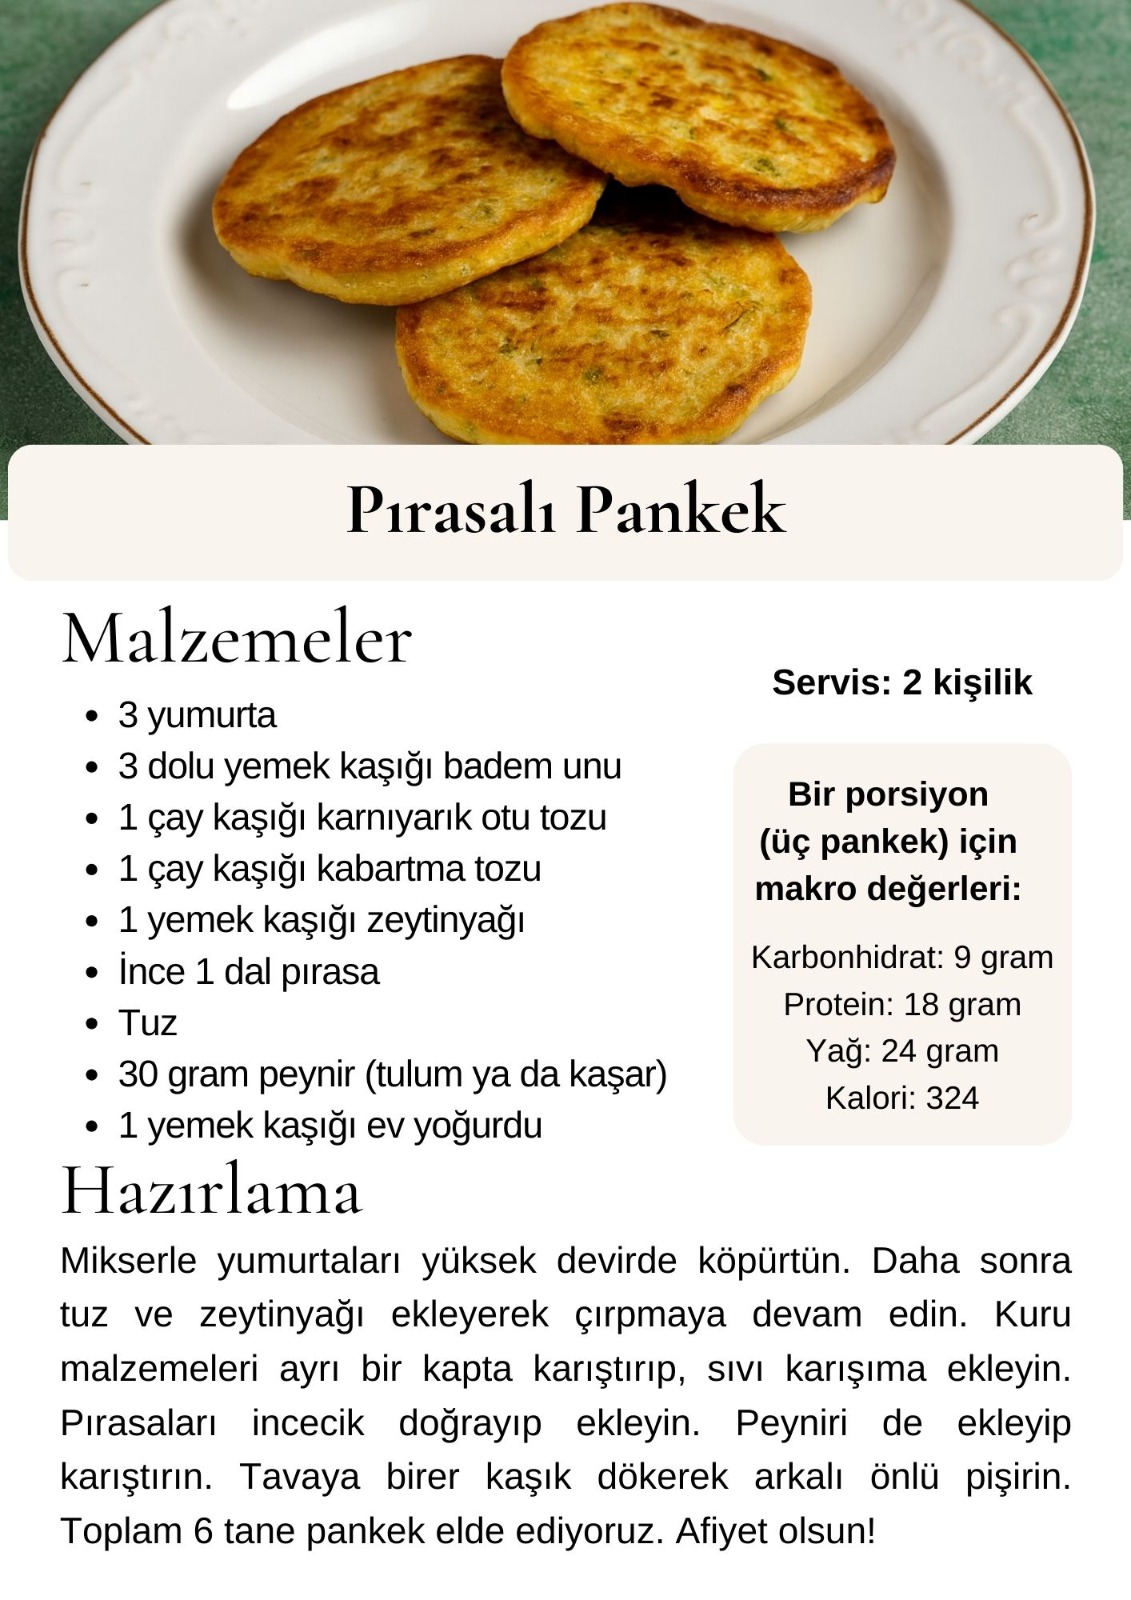 Pırasalı Pankek
Malzemeler
• 3 yumurta
• 3 dolu yemek kaşığı badem unu
• 1 çay kaşığı karnıyarık otu tozu
• 1 çay kaşığı kabartma tozu
• 1 yemek kaşığı zeytinyağı
• İnce 1 dal pırasa
• Tuz
• 30 gram peynir (tulum ya da kaşar)
• 1 yemek kaşığı ev yoğurdu
Servis: 2 kişilik
Bir porsiyon
(üç pankek) için
makro değerleri:
Karbonhidrat: 9 gram
Protein: 18 gram
Yağ: 24 gram
Kalori: 324
Hazırlama
Mikserle yumurtaları yüksek devirde köpürtün. Daha sonra
tuz ve zeytinyağı ekleyerek çırpmaya devam edin. Kuru
malzemeleri ayrı bir kapta karıştırıp, sıvı karışıma ekleyin.
Pırasaları incecik doğrayıp ekleyin. Peyniri de ekleyip
karıştırın. Tavaya birer kaşık dökerek arkalı önlü pişirin.
Toplam 6 tane pankek elde ediyoruz. Afiyet olsun!